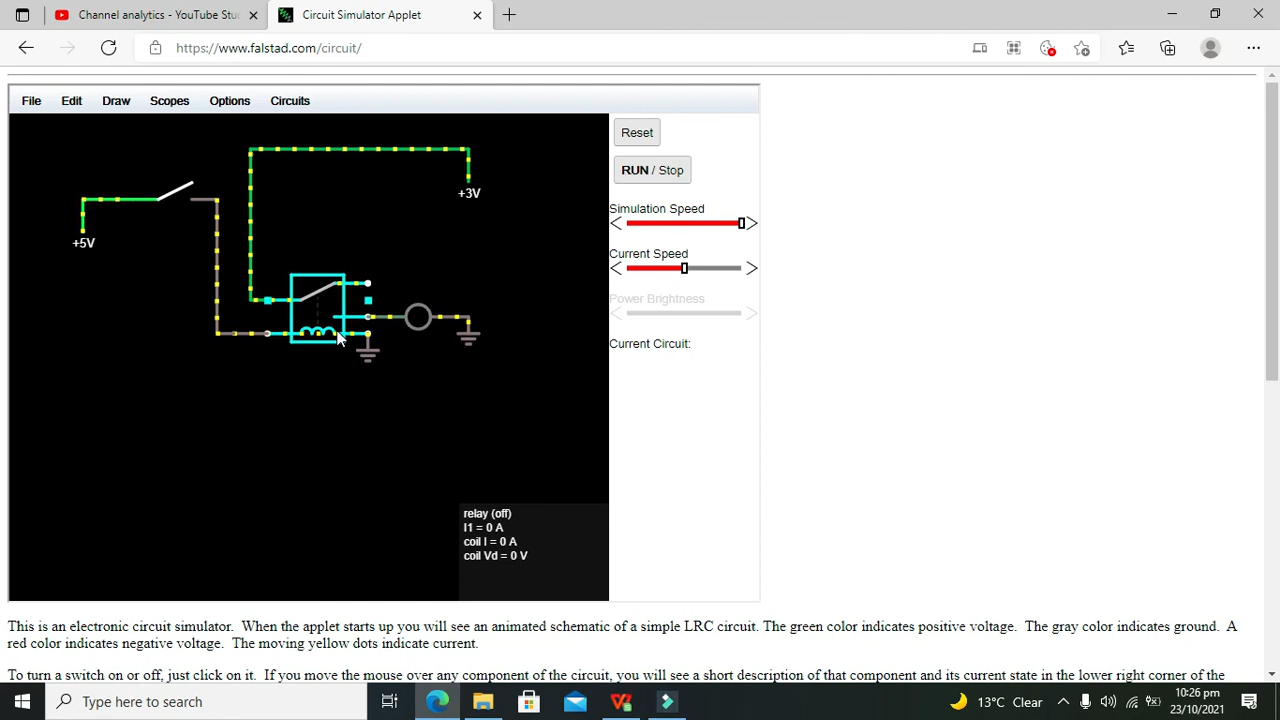 Channel analytics - YouTube Stu
Circuit Simulator Applet
https://www.falstad.com/circuit/
File Edit Draw Scopes Options Circuits
Reset
RUN / Stop
Simulation Speed
Current Speed
Power Brightness
Current Circuit:
+3V
+5V
relay (off)
I1 = 0 A
coil I = 0 A
coil Vd = 0 V
This is an electronic circuit simulator. When the applet starts up you will see an animated schematic of a simple LRC circuit. The green color indicates positive voltage. The gray color indicates ground. A
red color indicates negative voltage. The moving yellow dots indicate current.
To turn a switch on or off, just click on it. If you move the mouse over any component of the circuit, you will see a short description of that component and its current state in the lower right corner of the
Type here to search
13°C Clear
10:26 pm
23/10/2021